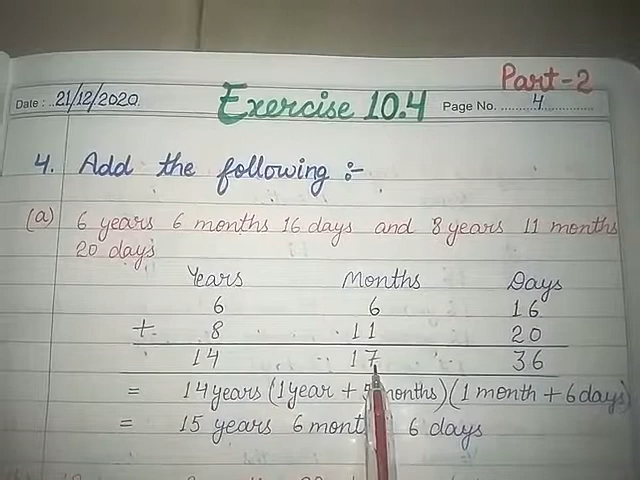 Part-2
Date : 21/12/2020 Exercise 10.4 Page No. 4
4. Add the following :-
(a) 6 years 6 months 16 days and 8 years 11 months
20 days
Years Months Days
6 6 16
+ 8 11 20
14 17 36
= 14 years (1 year + 5 months) (1 month + 6 days)
= 15 years 6 months 6 days